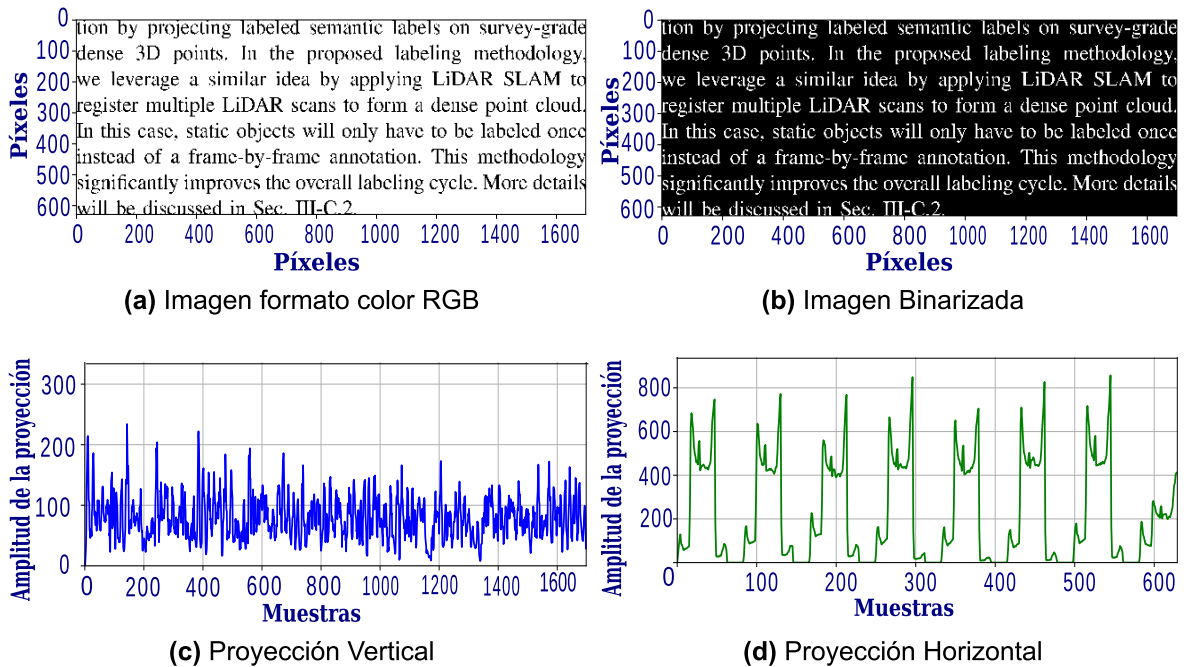 0
100
200
300
400
500
600
Píxeles
tion by projecting labeled semantic labels on survey-grade
dense 3D points. In the proposed labeling methodology,
we leverage a similar idea by applying LiDAR SLAM to
register multiple LiDAR scans to form a dense point cloud.
In this case, static objects will only have to be labeled once
instead of a frame-by-frame annotation. This methodology
significantly improves the overall labeling cycle. More details
will be discussed in Sec. III-C.2.
0 200 400 600 800 1000 1200 1400 1600
Píxeles
(a) Imagen formato color RGB
0
100
200
300
400
500
600
Píxeles
tion by projecting labeled semantic labels on survey-grade
dense 3D points. In the proposed labeling methodology,
we leverage a similar idea by applying LiDAR SLAM to
register multiple LiDAR scans to form a dense point cloud.
In this case, static objects will only have to be labeled once
instead of a frame-by-frame annotation. This methodology
significantly improves the overall labeling cycle. More details
will be discussed in Sec. III-C.2.
0 200 400 600 800 1000 1200 1400 1600
Píxeles
(b) Imagen Binarizada
Amplitud de la proyección
300
200
100
0
0 200 400 600 800 1000 1200 1400 1600
Muestras
(c) Proyección Vertical
Amplitud de la proyección
800
600
400
200
0 100 200 300 400 500 600
Muestras
(d) Proyección Horizontal